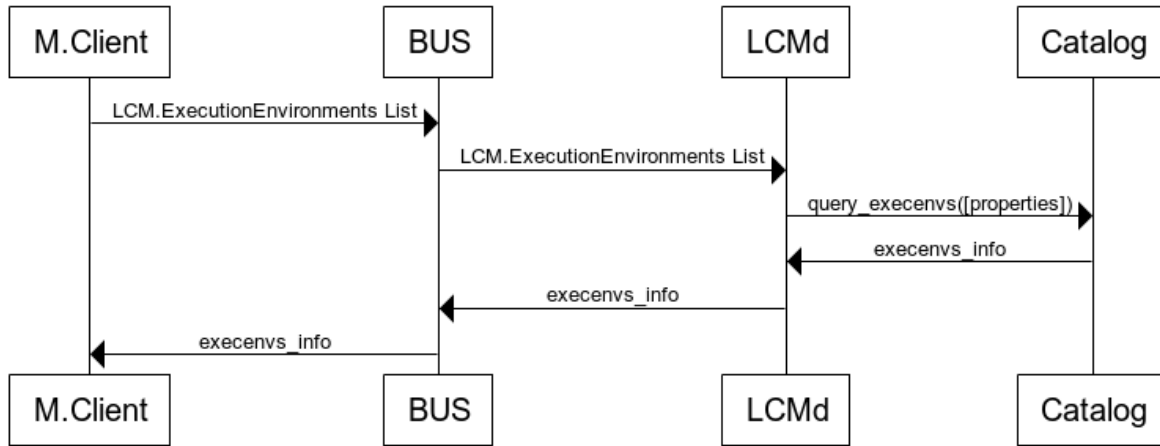 M.Client
BUS
LCMd
Catalog
LCM.ExecutionEnvironments List
LCM.ExecutionEnvironments List
query_execenvs([properties])
execenvs_info
execenvs_info
execenvs_info
M.Client
BUS
LCMd
Catalog